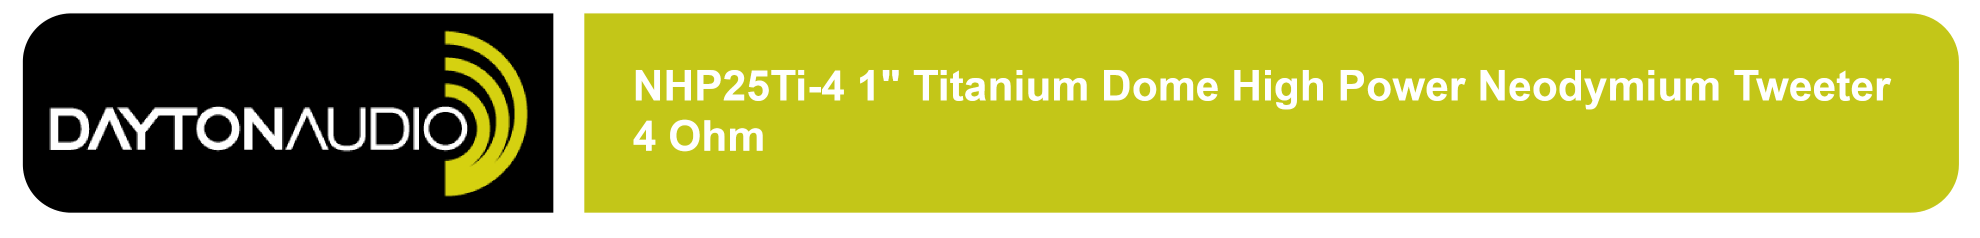 DAYTONAUDIO
NHP25Ti-4 1" Titanium Dome High Power Neodymium Tweeter
4 Ohm